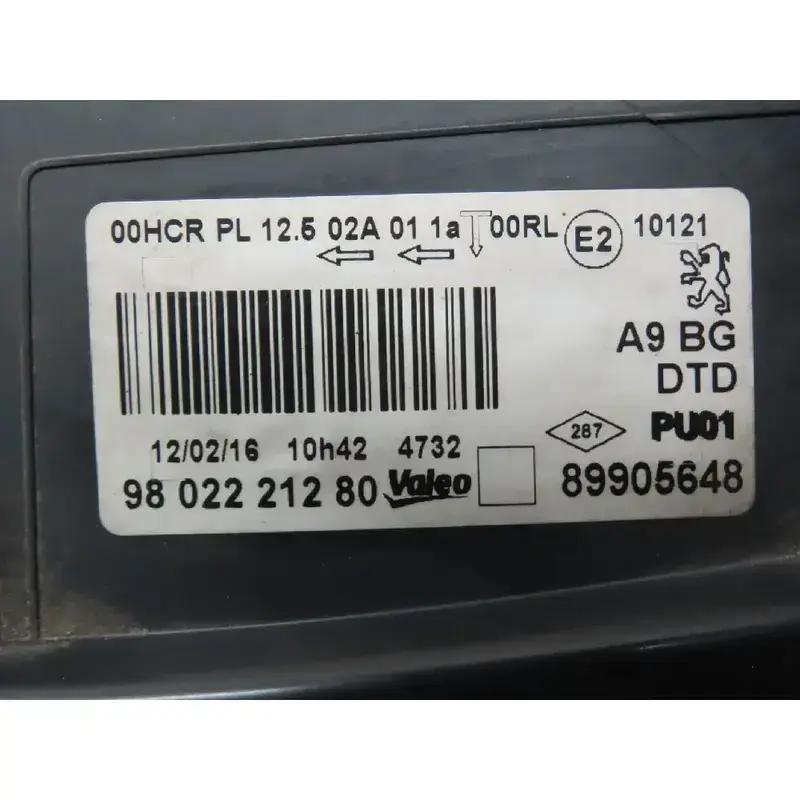 00HCR PL 12.5 02A 01 1a 00RL E2 10121
A9 BG
DTD
287 PU01
12/02/16 10h42 4732
98 022 212 80 Valeo 89905648